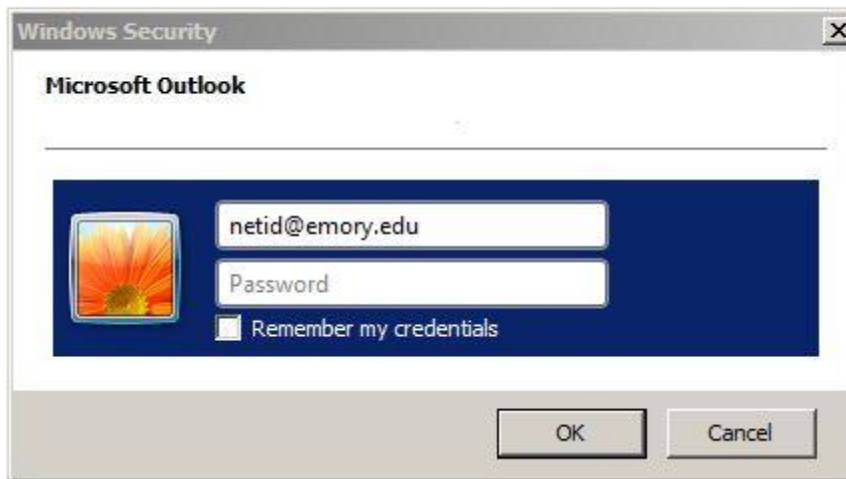 Windows Security
Microsoft Outlook
netid@emory.edu
Password
Remember my credentials
OK
Cancel